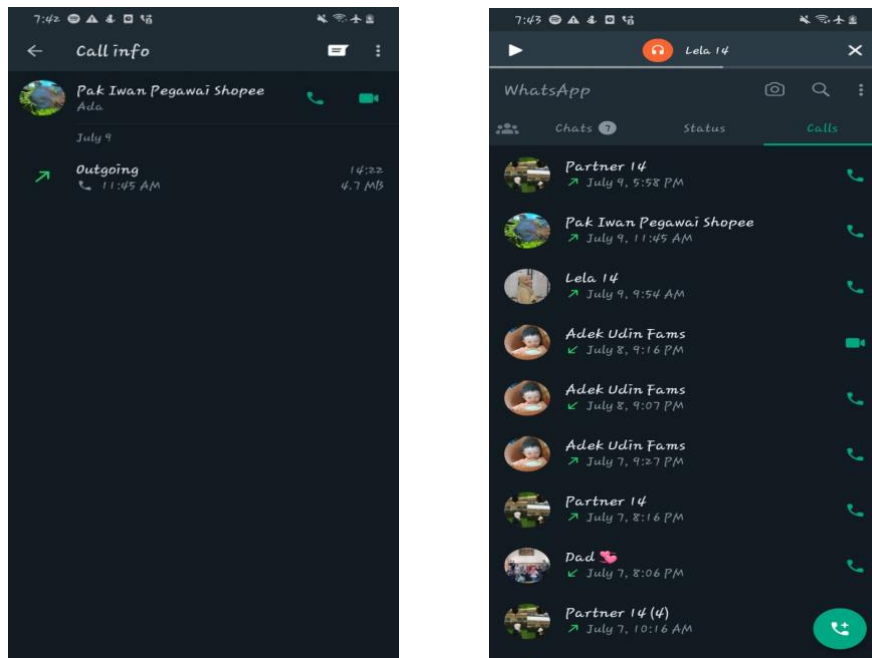 7:42
Call info
Pak Iwan Pegawai Shopee
Ada
July 9
Outgoing 14:22
11:45 AM 4.7 MB
7:43
Lela 14
WhatsApp
Chats 7 Status Calls
Partner 14
July 9, 5:58 PM
Pak Iwan Pegawai Shopee
July 9, 11:45 AM
Lela 14
July 9, 9:54 AM
Adek Udin Fams
July 8, 9:16 PM
Adek Udin Fams
July 8, 9:07 PM
Adek Udin Fams
July 7, 9:27 PM
Partner 14
July 7, 8:16 PM
Dad 💕
July 7, 8:06 PM
Partner 14 (4)
July 7, 10:16 AM